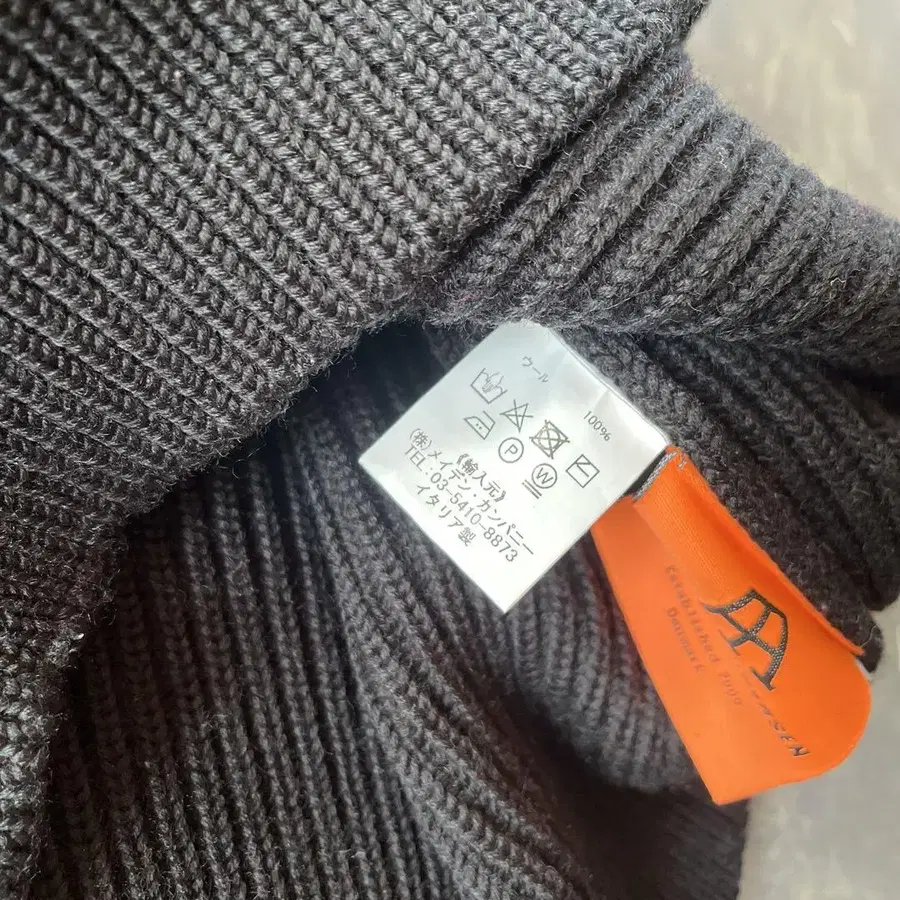 ウール 100%
P
W
《輸入元》
(株)メイデン・カンパニー
TEL:03-5410-8873
イタリア製
Established 2000
Denmark